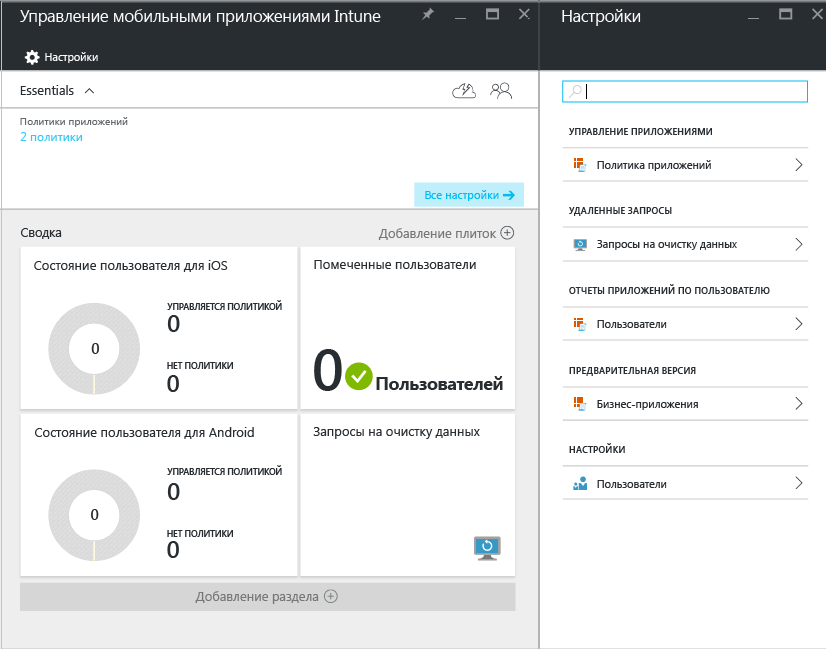 Управление мобильными приложениями Intune
Настройки
Essentials
Политики приложений
2 политики
Все настройки
Сводка
Добавление плиток
Состояние пользователя для iOS
0
УПРАВЛЯЕТСЯ ПОЛИТИКОЙ
0
НЕТ ПОЛИТИКИ
0
Помеченные пользователи
0 Пользователей
Состояние пользователя для Android
0
УПРАВЛЯЕТСЯ ПОЛИТИКОЙ
0
НЕТ ПОЛИТИКИ
0
Запросы на очистку данных
Добавление раздела
Настройки
УПРАВЛЕНИЕ ПРИЛОЖЕНИЯМИ
Политика приложений
УДАЛЕННЫЕ ЗАПРОСЫ
Запросы на очистку данных
ОТЧЕТЫ ПРИЛОЖЕНИЙ ПО ПОЛЬЗОВАТЕЛЮ
Пользователи
ПРЕДВАРИТЕЛЬНАЯ ВЕРСИЯ
Бизнес-приложения
НАСТРОЙКИ
Пользователи